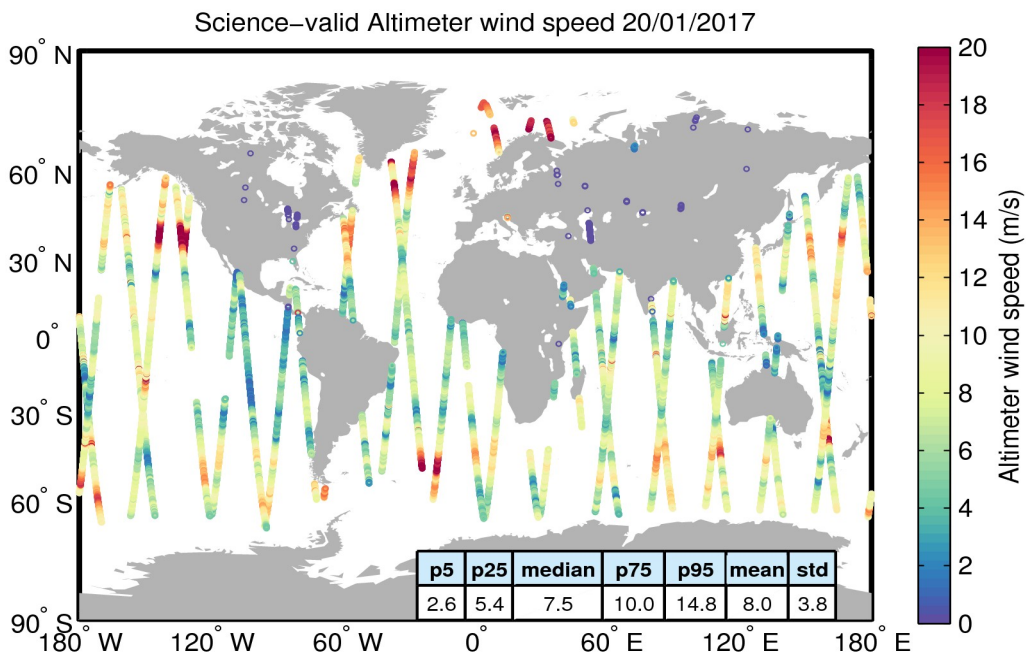 Science−valid Altimeter wind speed 20/01/2017
90° N
60° N
30° N
0°
30° S
60° S
90° S
180° W
120° W
60° W
0°
60° E
120° E
180° E
p5 p25 median p75 p95 mean std
2.6 5.4 7.5 10.0 14.8 8.0 3.8
20
18
16
14
12
10
8
6
4
2
0
Altimeter wind speed (m/s)